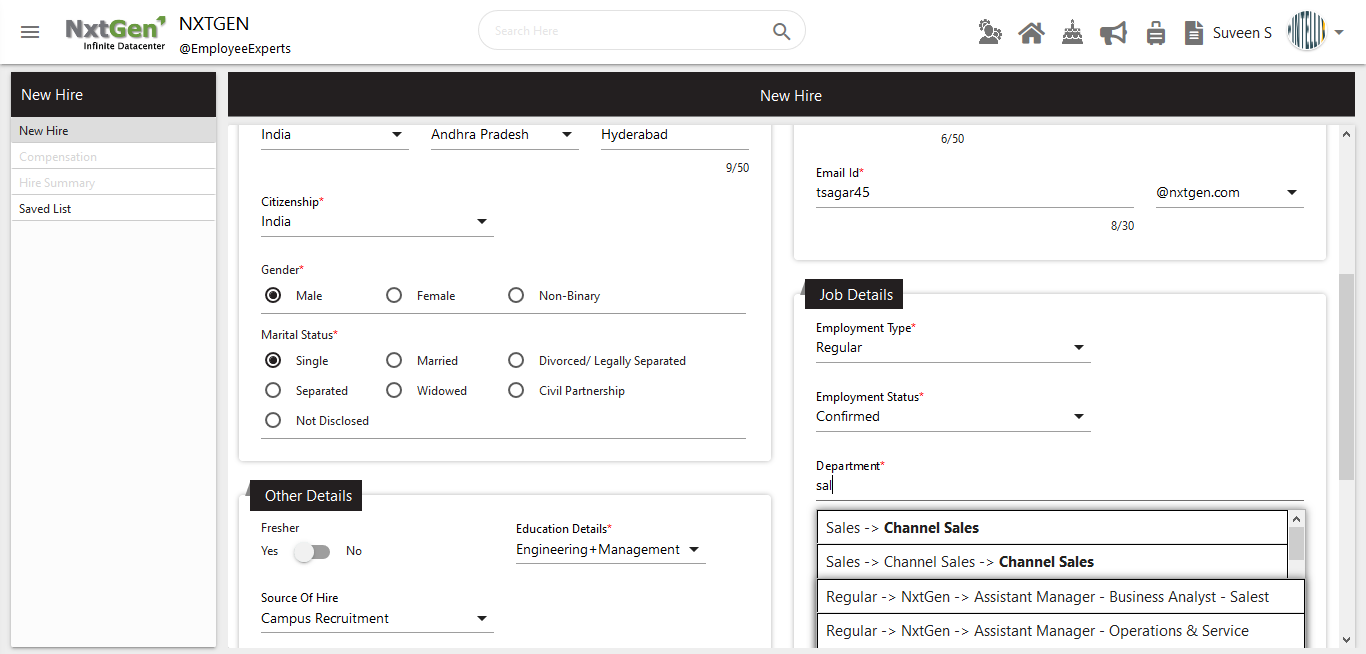 NxtGen
Infinite Datacenter
NXTGEN
@EmployeeExperts
Search Here
Suveen S
INTELLI
New Hire
New Hire
Compensation
Hire Summary
Saved List
New Hire
India
Andhra Pradesh
Hyderabad
9/50
Citizenship*
India
Gender*
Male
Female
Non-Binary
Marital Status*
Single
Married
Divorced/ Legally Separated
Separated
Widowed
Civil Partnership
Not Disclosed
Other Details
Fresher
Yes
No
Education Details*
Engineering+Management
Source Of Hire
Campus Recruitment
6/50
Email Id*
tsagar45
@nxtgen.com
8/30
Job Details
Employment Type*
Regular
Employment Status*
Confirmed
Department*
sal
Sales -> Channel Sales
Sales -> Channel Sales -> Channel Sales
Regular -> NxtGen -> Assistant Manager - Business Analyst - Salest
Regular -> NxtGen -> Assistant Manager - Operations & Service